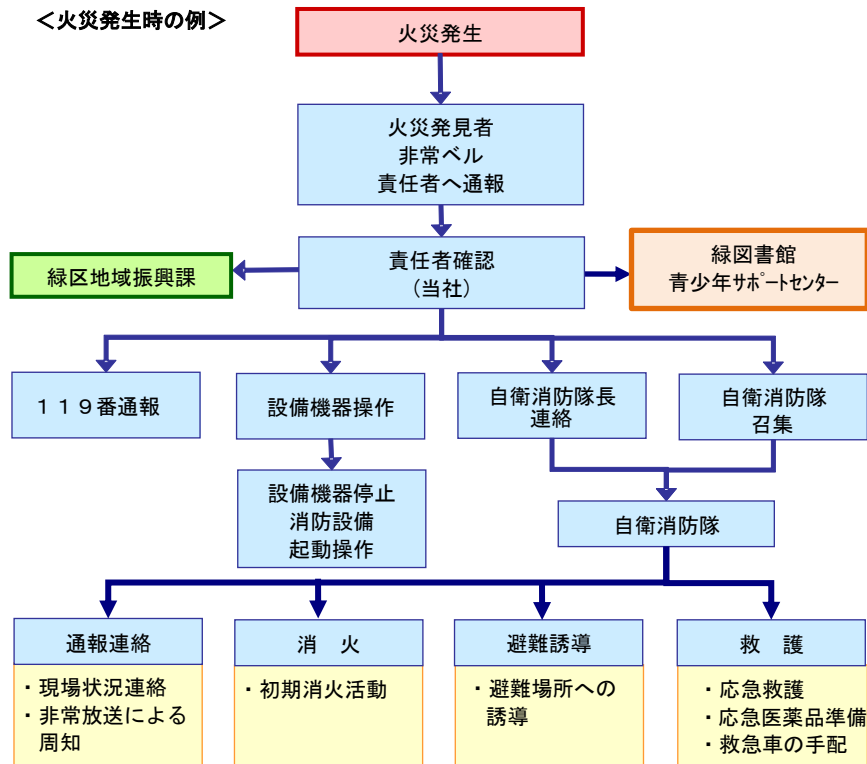 ＜火災発生時の例＞
火災発生
火災発見者
非常ベル
責任者へ通報
緑区地域振興課
責任者確認
(当社)
緑図書館
青少年ｻﾎﾟｰﾄｾﾝﾀｰ
１１９番通報
設備機器操作
自衛消防隊長
連絡
自衛消防隊
召集
設備機器停止
消防設備
起動操作
自衛消防隊
通報連絡
消　火
避難誘導
救　護
・現場状況連絡
・非常放送による
周知
・初期消火活動
・避難場所への
誘導
・応急救護
・応急医薬品準備
・救急車の手配